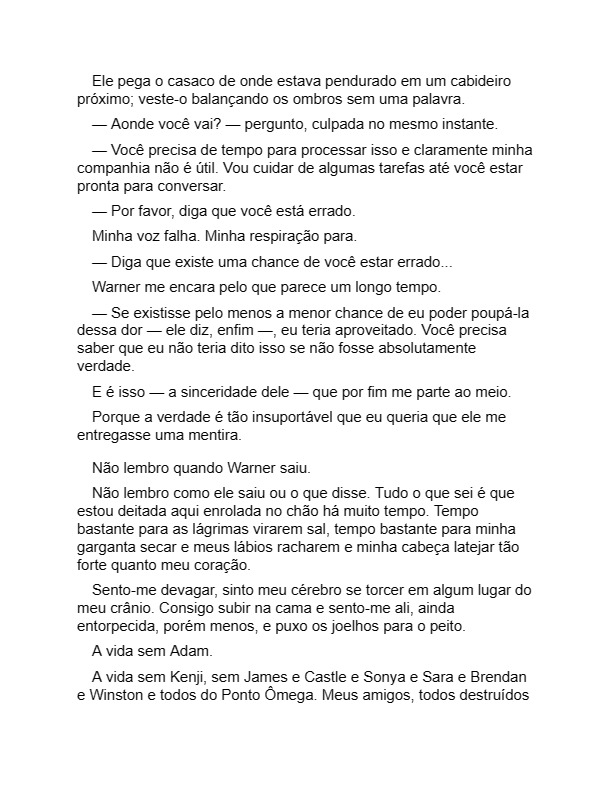 Ele pega o casaco de onde estava pendurado em um cabideiro
próximo; veste-o balançando os ombros sem uma palavra.
— Aonde você vai? — pergunto, culpada no mesmo instante.
— Você precisa de tempo para processar isso e claramente minha
companhia não é útil. Vou cuidar de algumas tarefas até você estar
pronta para conversar.
— Por favor, diga que você está errado.
Minha voz falha. Minha respiração para.
— Diga que existe uma chance de você estar errado...
Warner me encara pelo que parece um longo tempo.
— Se existisse pelo menos a menor chance de eu poder poupá-la
dessa dor — ele diz, enfim —, eu teria aproveitado. Você precisa
saber que eu não teria dito isso se não fosse absolutamente
verdade.
E é isso — a sinceridade dele — que por fim me parte ao meio.
Porque a verdade é tão insuportável que eu queria que ele me
entregasse uma mentira.
Não lembro quando Warner saiu.
Não lembro como ele saiu ou o que disse. Tudo o que sei é que
estou deitada aqui enrolada no chão há muito tempo. Tempo
bastante para as lágrimas virarem sal, tempo bastante para minha
garganta secar e meus lábios racharem e minha cabeça latejar tão
forte quanto meu coração.
Sento-me devagar, sinto meu cérebro se torcer em algum lugar do
meu crânio. Consigo subir na cama e sento-me ali, ainda
entorpecida, porém menos, e puxo os joelhos para o peito.
A vida sem Adam.
A vida sem Kenji, sem James e Castle e Sonya e Sara e Brendan
e Winston e todos do Ponto Ômega. Meus amigos, todos destruídos